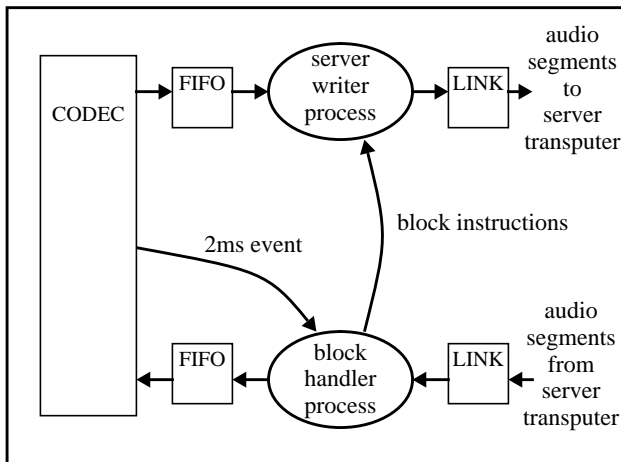 CODEC
FIFO
server
writer
process
LINK
audio
segments
to
server
transputer
2ms event
block instructions
FIFO
block
handler
process
LINK
audio
segments
from
server
transputer